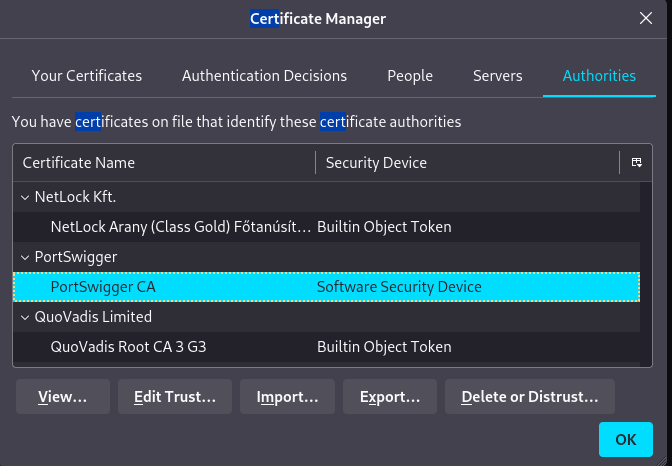 Certificate Manager
Your Certificates Authentication Decisions People Servers Authorities
You have certificates on file that identify these certificate authorities
Certificate Name Security Device
NetLock Kft.
NetLock Arany (Class Gold) Főtanúsít… Builtin Object Token
PortSwigger
PortSwigger CA Software Security Device
QuoVadis Limited
QuoVadis Root CA 3 G3 Builtin Object Token
View… Edit Trust… Import… Export… Delete or Distrust…
OK